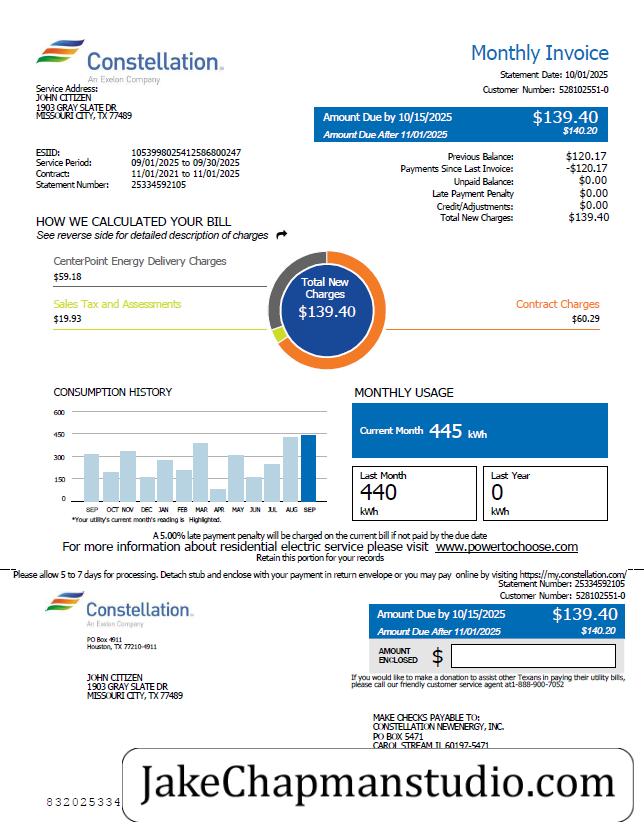 Constellation.
An Exelon Company
Monthly Invoice
Statement Date: 10/01/2025
Customer Number: 528102551-0
Service Address:
JOHN CITIZEN
1903 GRAY SLATE DR
MISSOURI CITY, TX 77489
Amount Due by 10/15/2025 $139.40
Amount Due After 11/01/2025 $140.20
ESIID: 1053998025412586800247
Service Period: 09/01/2025 to 09/30/2025
Contract: 11/01/2021 to 11/01/2025
Statement Number: 25334592105
Previous Balance: $120.17
Payments Since Last Invoice: -$120.17
Unpaid Balance: $0.00
Late Payment Penalty $0.00
Credit/Adjustments: $0.00
Total New Charges: $139.40
HOW WE CALCULATED YOUR BILL
See reverse side for detailed description of charges
CenterPoint Energy Delivery Charges
$59.18
Sales Tax and Assessments
$19.93
Total New
Charges
$139.40
Contract Charges
$60.29
CONSUMPTION HISTORY
600
450
300
150
0
SEP OCT NOV DEC JAN FEB MAR APR MAY JUN JUL AUG SEP
*Your utility's current month's reading is Highlighted.
MONTHLY USAGE
Current Month 445 kWh
Last Month
440
kWh
Last Year
0
kWh
A 5.00% late payment penalty will be charged on the current bill if not paid by the due date
For more information about residential electric service please visit www.powertochoose.com
Retain this portion for your records
Please allow 5 to 7 days for processing. Detach stub and enclose with your payment in return envelope or you may pay online by visiting https://my.constellation.com/
Statement Number: 25334592105
Customer Number: 528102551-0
Constellation.
An Exelon Company
PO Box 4911
Houston, TX 77210-4911
Amount Due by 10/15/2025 $139.40
Amount Due After 11/01/2025 $140.20
AMOUNT
ENCLOSED $
If you would like to make a donation to assist other Texans in paying their utility bills,
please call our friendly customer service agent at1-888-900-7052
JOHN CITIZEN
1903 GRAY SLATE DR
MISSOURI CITY, TX 77489
MAKE CHECKS PAYABLE TO:
CONSTELLATION NEWENERGY, INC.
PO BOX 5471
CAROL STREAM IL 60197-5471
832025334
JakeChapmanstudio.com